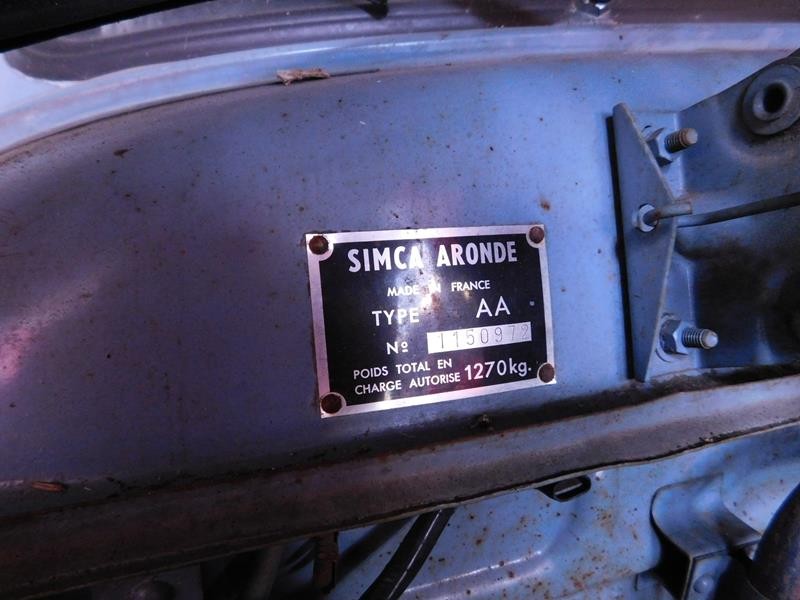 SIMCA ARONDE
MADE IN FRANCE
TYPE AA
Nº 1150972
POIDS TOTAL EN
CHARGE AUTORISE 1270kg.